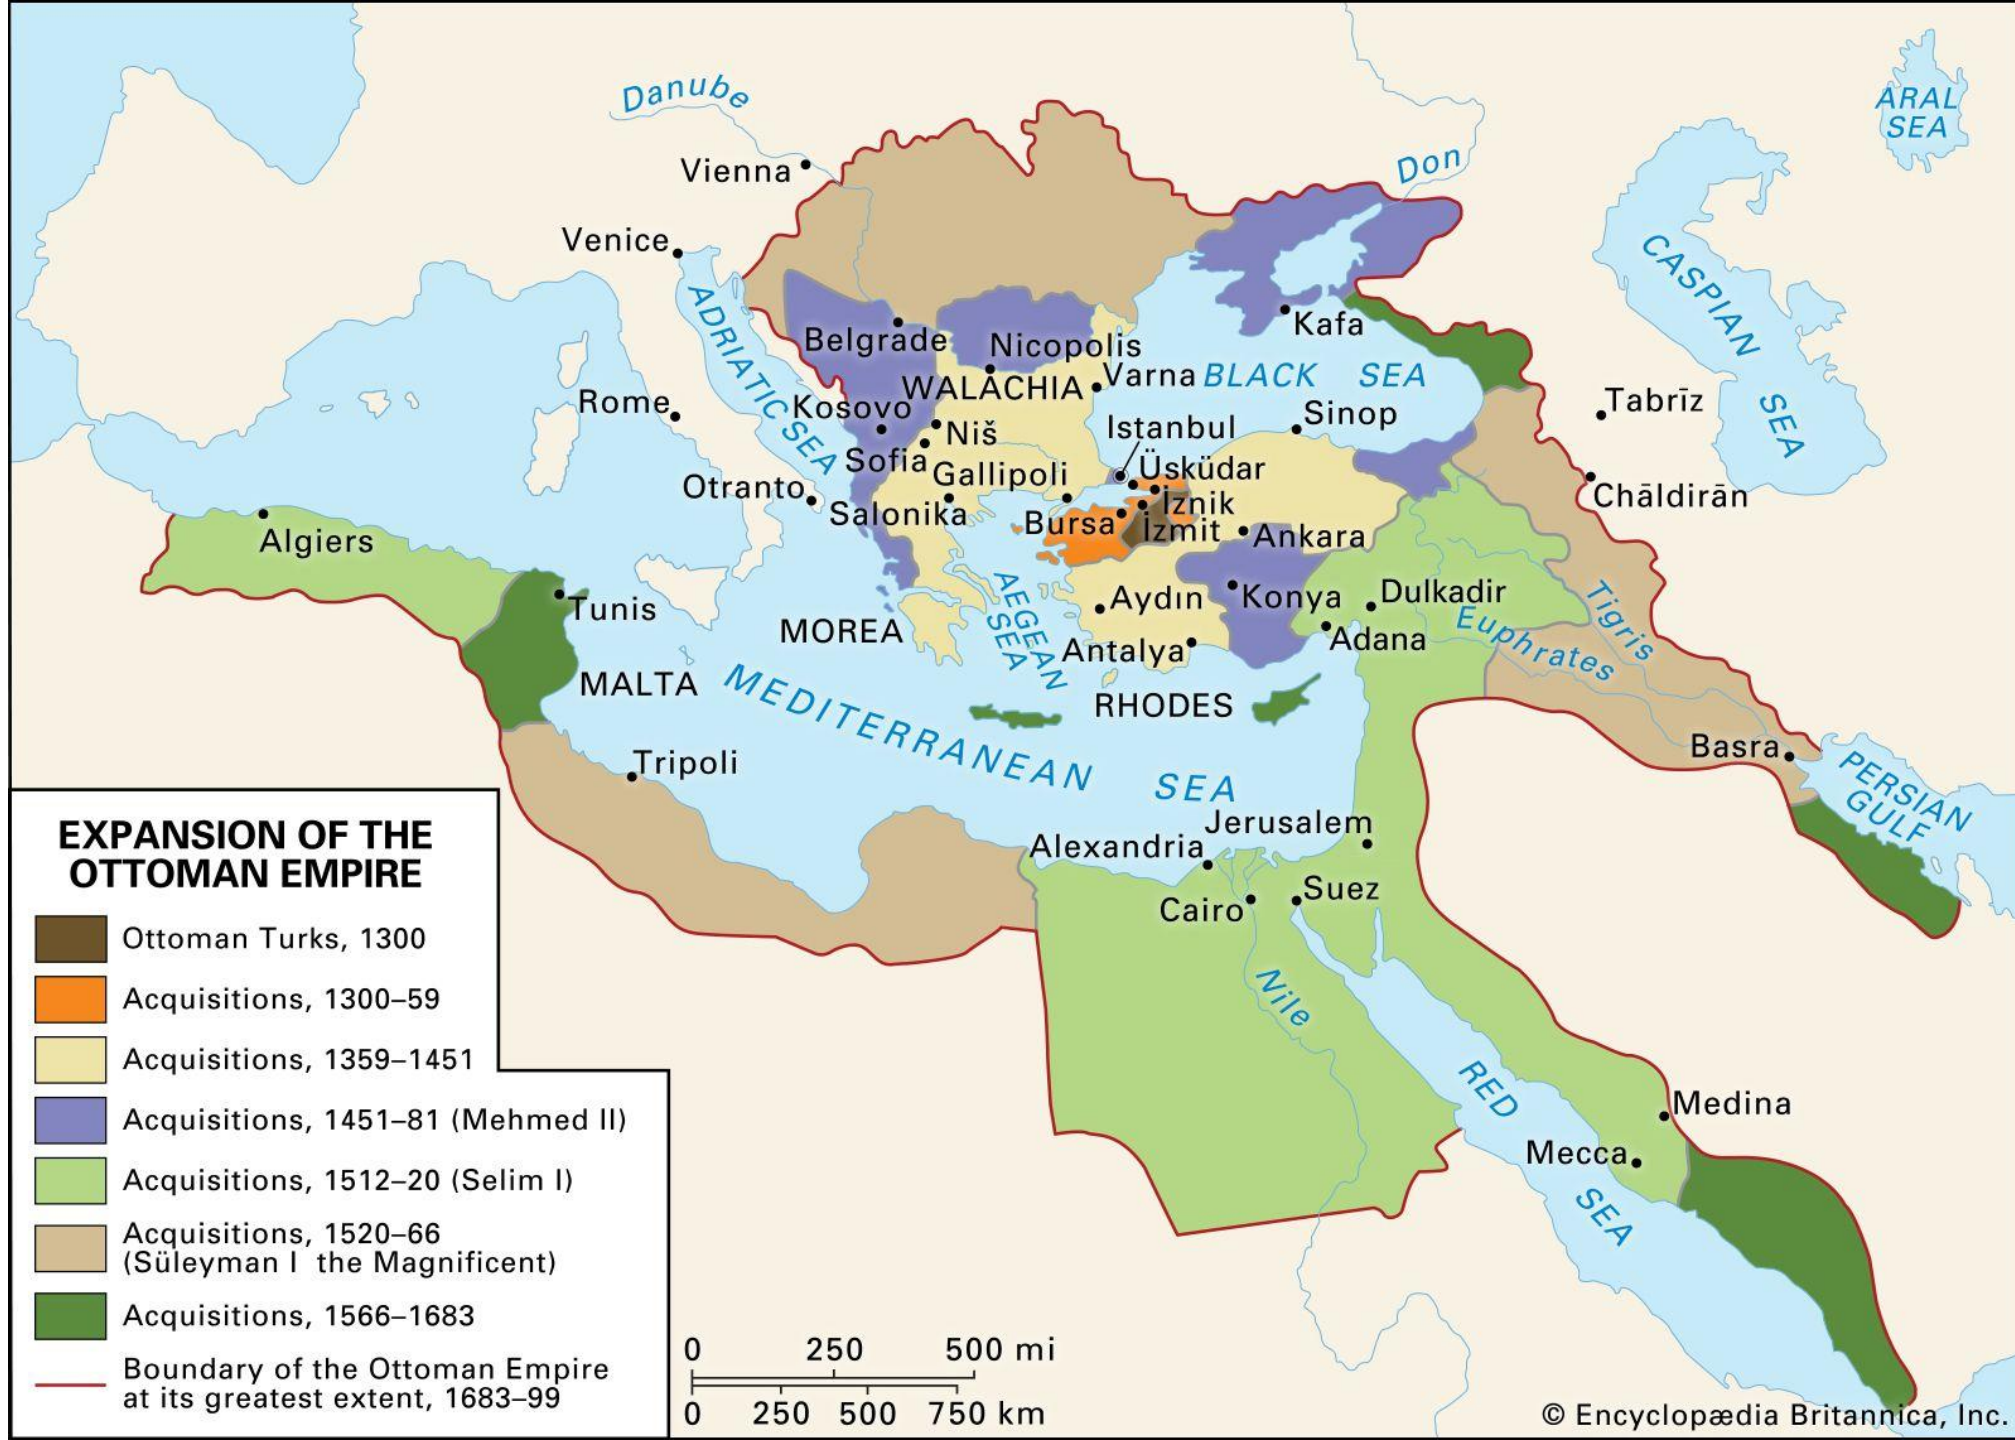 Danube
Vienna
Venice
Don
ARAL
SEA
CASPIAN
SEA
ADRIATIC SEA
Belgrade
Nicopolis
WALACHIA
Varna
BLACK SEA
Kafa
Rome
Kosovo
Niš
Sofia
Istanbul
Sinop
Tabrīz
Gallipoli
Üsküdar
Otranto
Salonika
Bursa
İznik
İzmit
Ankara
Chāldirān
Algiers
Tunis
MOREA
AEGEAN
SEA
Aydın
Konya
Dulkadir
Tigris
Euphrates
Adana
Antalya
MALTA
MEDITERRANEAN SEA
RHODES
Tripoli
Basra
PERSIAN
GULF
Jerusalem
Alexandria
Cairo
Suez
Nile
RED
SEA
Medina
Mecca
EXPANSION OF THE
OTTOMAN EMPIRE
Ottoman Turks, 1300
Acquisitions, 1300–59
Acquisitions, 1359–1451
Acquisitions, 1451–81 (Mehmed II)
Acquisitions, 1512–20 (Selim I)
Acquisitions, 1520–66
(Süleyman I the Magnificent)
Acquisitions, 1566–1683
Boundary of the Ottoman Empire
at its greatest extent, 1683–99
0 250 500 mi
0 250 500 750 km
© Encyclopædia Britannica, Inc.